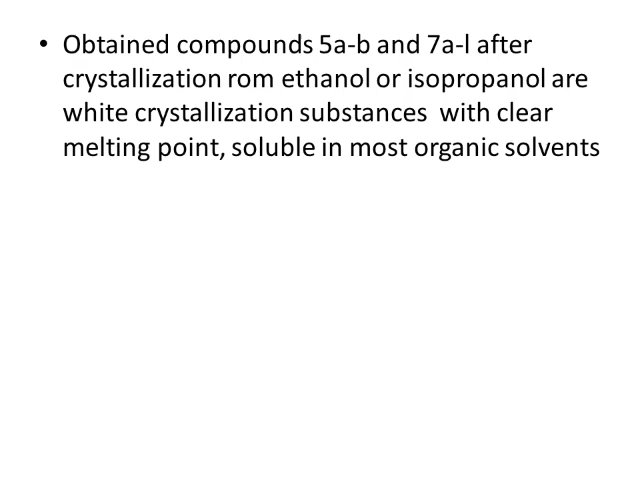 • Obtained compounds 5a-b and 7a-l after
crystallization rom ethanol or isopropanol are
white crystallization substances  with clear
melting point, soluble in most organic solvents